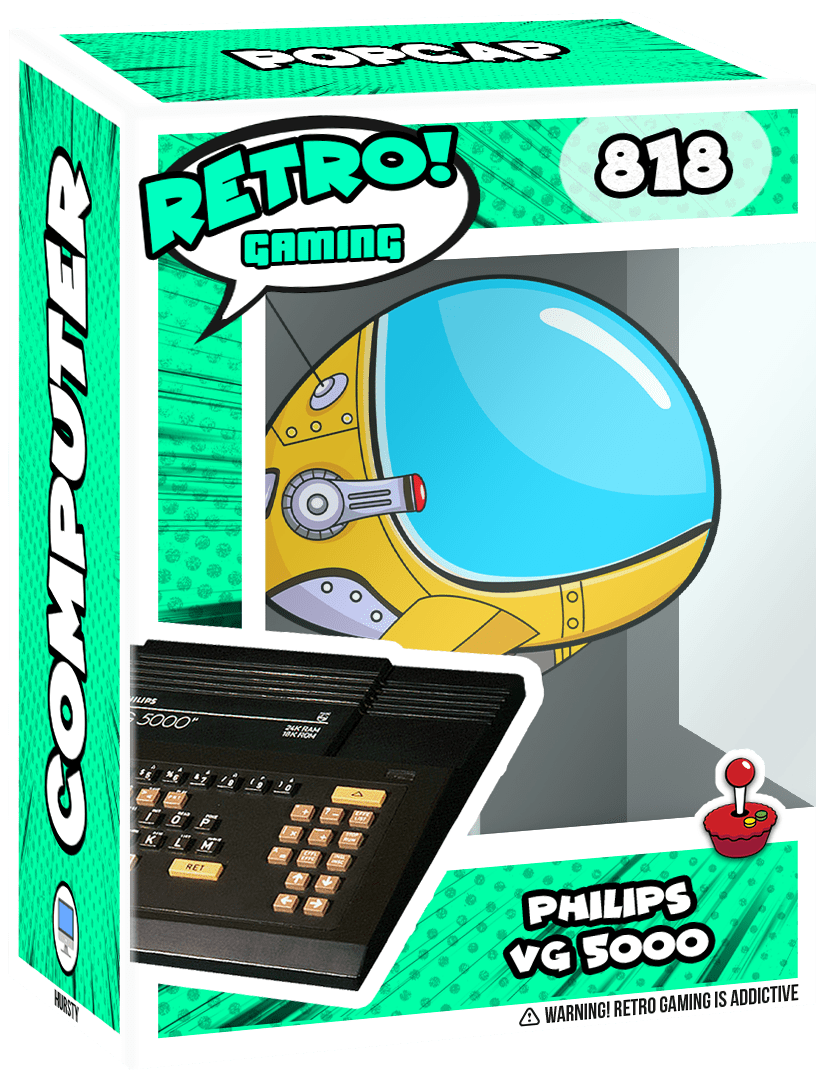 POPCAP
RETRO!
GAMING
818
COMPUTER
HURSTY
VG 5000
24K RAM
18K ROM
I O P
K L M
RET
PHILIPS
VG 5000
WARNING! RETRO GAMING IS ADDICTIVE